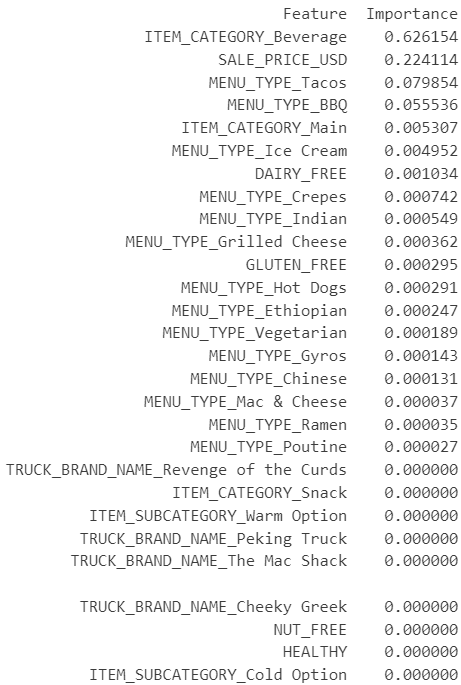 Feature Importance
ITEM_CATEGORY_Beverage 0.626154
SALE_PRICE_USD 0.224114
MENU_TYPE_Tacos 0.079854
MENU_TYPE_BBQ 0.055536
ITEM_CATEGORY_Main 0.005307
MENU_TYPE_Ice Cream 0.004952
DAIRY_FREE 0.001034
MENU_TYPE_Crepes 0.000742
MENU_TYPE_Indian 0.000549
MENU_TYPE_Grilled Cheese 0.000362
GLUTEN_FREE 0.000295
MENU_TYPE_Hot Dogs 0.000291
MENU_TYPE_Ethiopian 0.000247
MENU_TYPE_Vegetarian 0.000189
MENU_TYPE_Gyros 0.000143
MENU_TYPE_Chinese 0.000131
MENU_TYPE_Mac & Cheese 0.000037
MENU_TYPE_Ramen 0.000035
MENU_TYPE_Poutine 0.000027
TRUCK_BRAND_NAME_Revenge of the Curds 0.000000
ITEM_CATEGORY_Snack 0.000000
ITEM_SUBCATEGORY_Warm Option 0.000000
TRUCK_BRAND_NAME_Peking Truck 0.000000
TRUCK_BRAND_NAME_The Mac Shack 0.000000
TRUCK_BRAND_NAME_Cheeky Greek 0.000000
NUT_FREE 0.000000
HEALTHY 0.000000
ITEM_SUBCATEGORY_Cold Option 0.000000